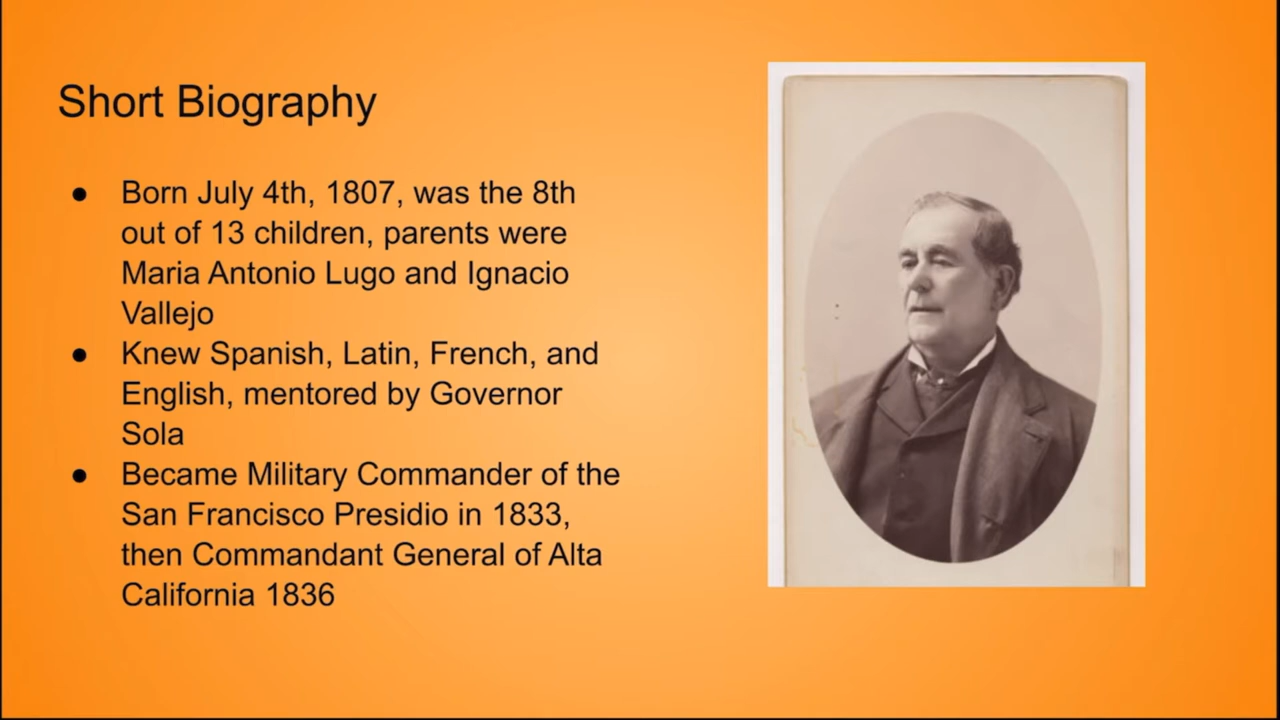 Short Biography
● Born July 4th, 1807, was the 8th
out of 13 children, parents were
Maria Antonio Lugo and Ignacio
Vallejo
● Knew Spanish, Latin, French, and
English, mentored by Governor
Sola
● Became Military Commander of the
San Francisco Presidio in 1833,
then Commandant General of Alta
California 1836